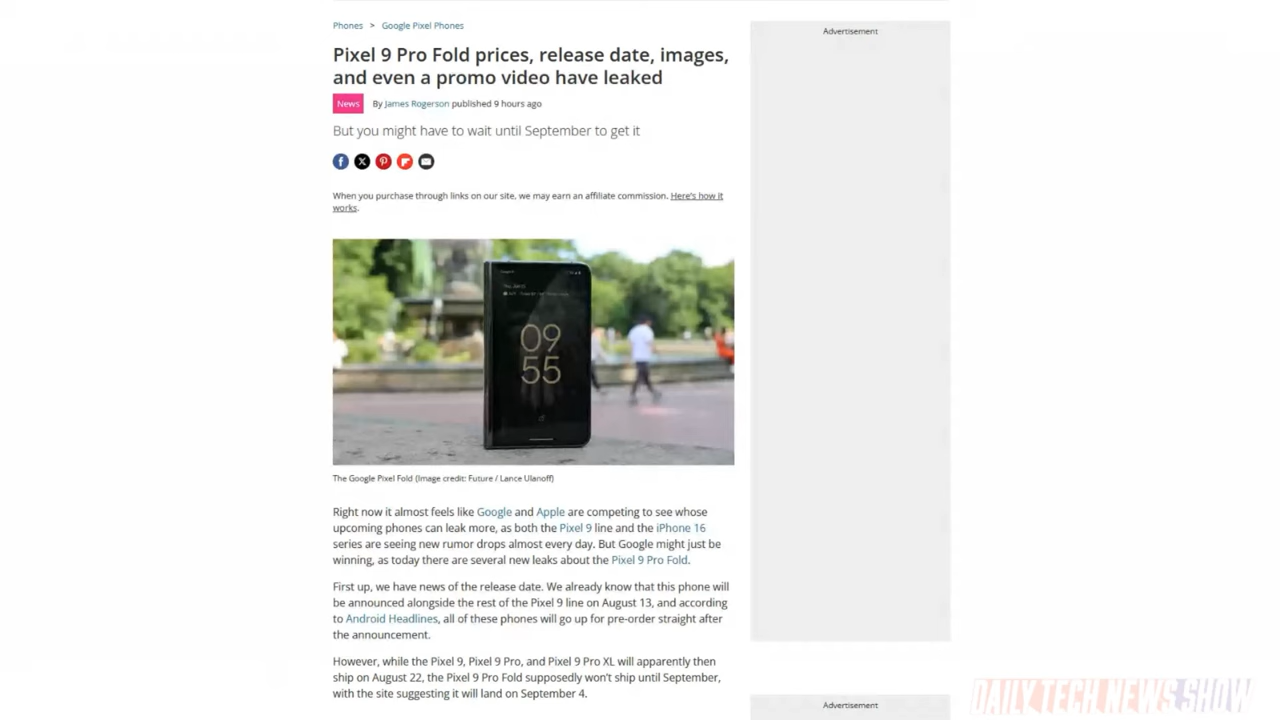 Phones > Google Pixel Phones
Advertisement
Pixel 9 Pro Fold prices, release date, images,
and even a promo video have leaked
News By James Rogerson published 9 hours ago
But you might have to wait until September to get it
When you purchase through links on our site, we may earn an affiliate commission. Here's how it
works.
09
55
The Google Pixel Fold (Image credit: Future / Lance Ulanoff)
Right now it almost feels like Google and Apple are competing to see whose
upcoming phones can leak more, as both the Pixel 9 line and the iPhone 16
series are seeing new rumor drops almost every day. But Google might just be
winning, as today there are several new leaks about the Pixel 9 Pro Fold.
First up, we have news of the release date. We already know that this phone will
be announced alongside the rest of the Pixel 9 line on August 13, and according
to Android Headlines, all of these phones will go up for pre-order straight after
the announcement.
However, while the Pixel 9, Pixel 9 Pro, and Pixel 9 Pro XL will apparently then
ship on August 22, the Pixel 9 Pro Fold supposedly won't ship until September,
with the site suggesting it will land on September 4.
Advertisement
DAILY TECH NEWS SHOW